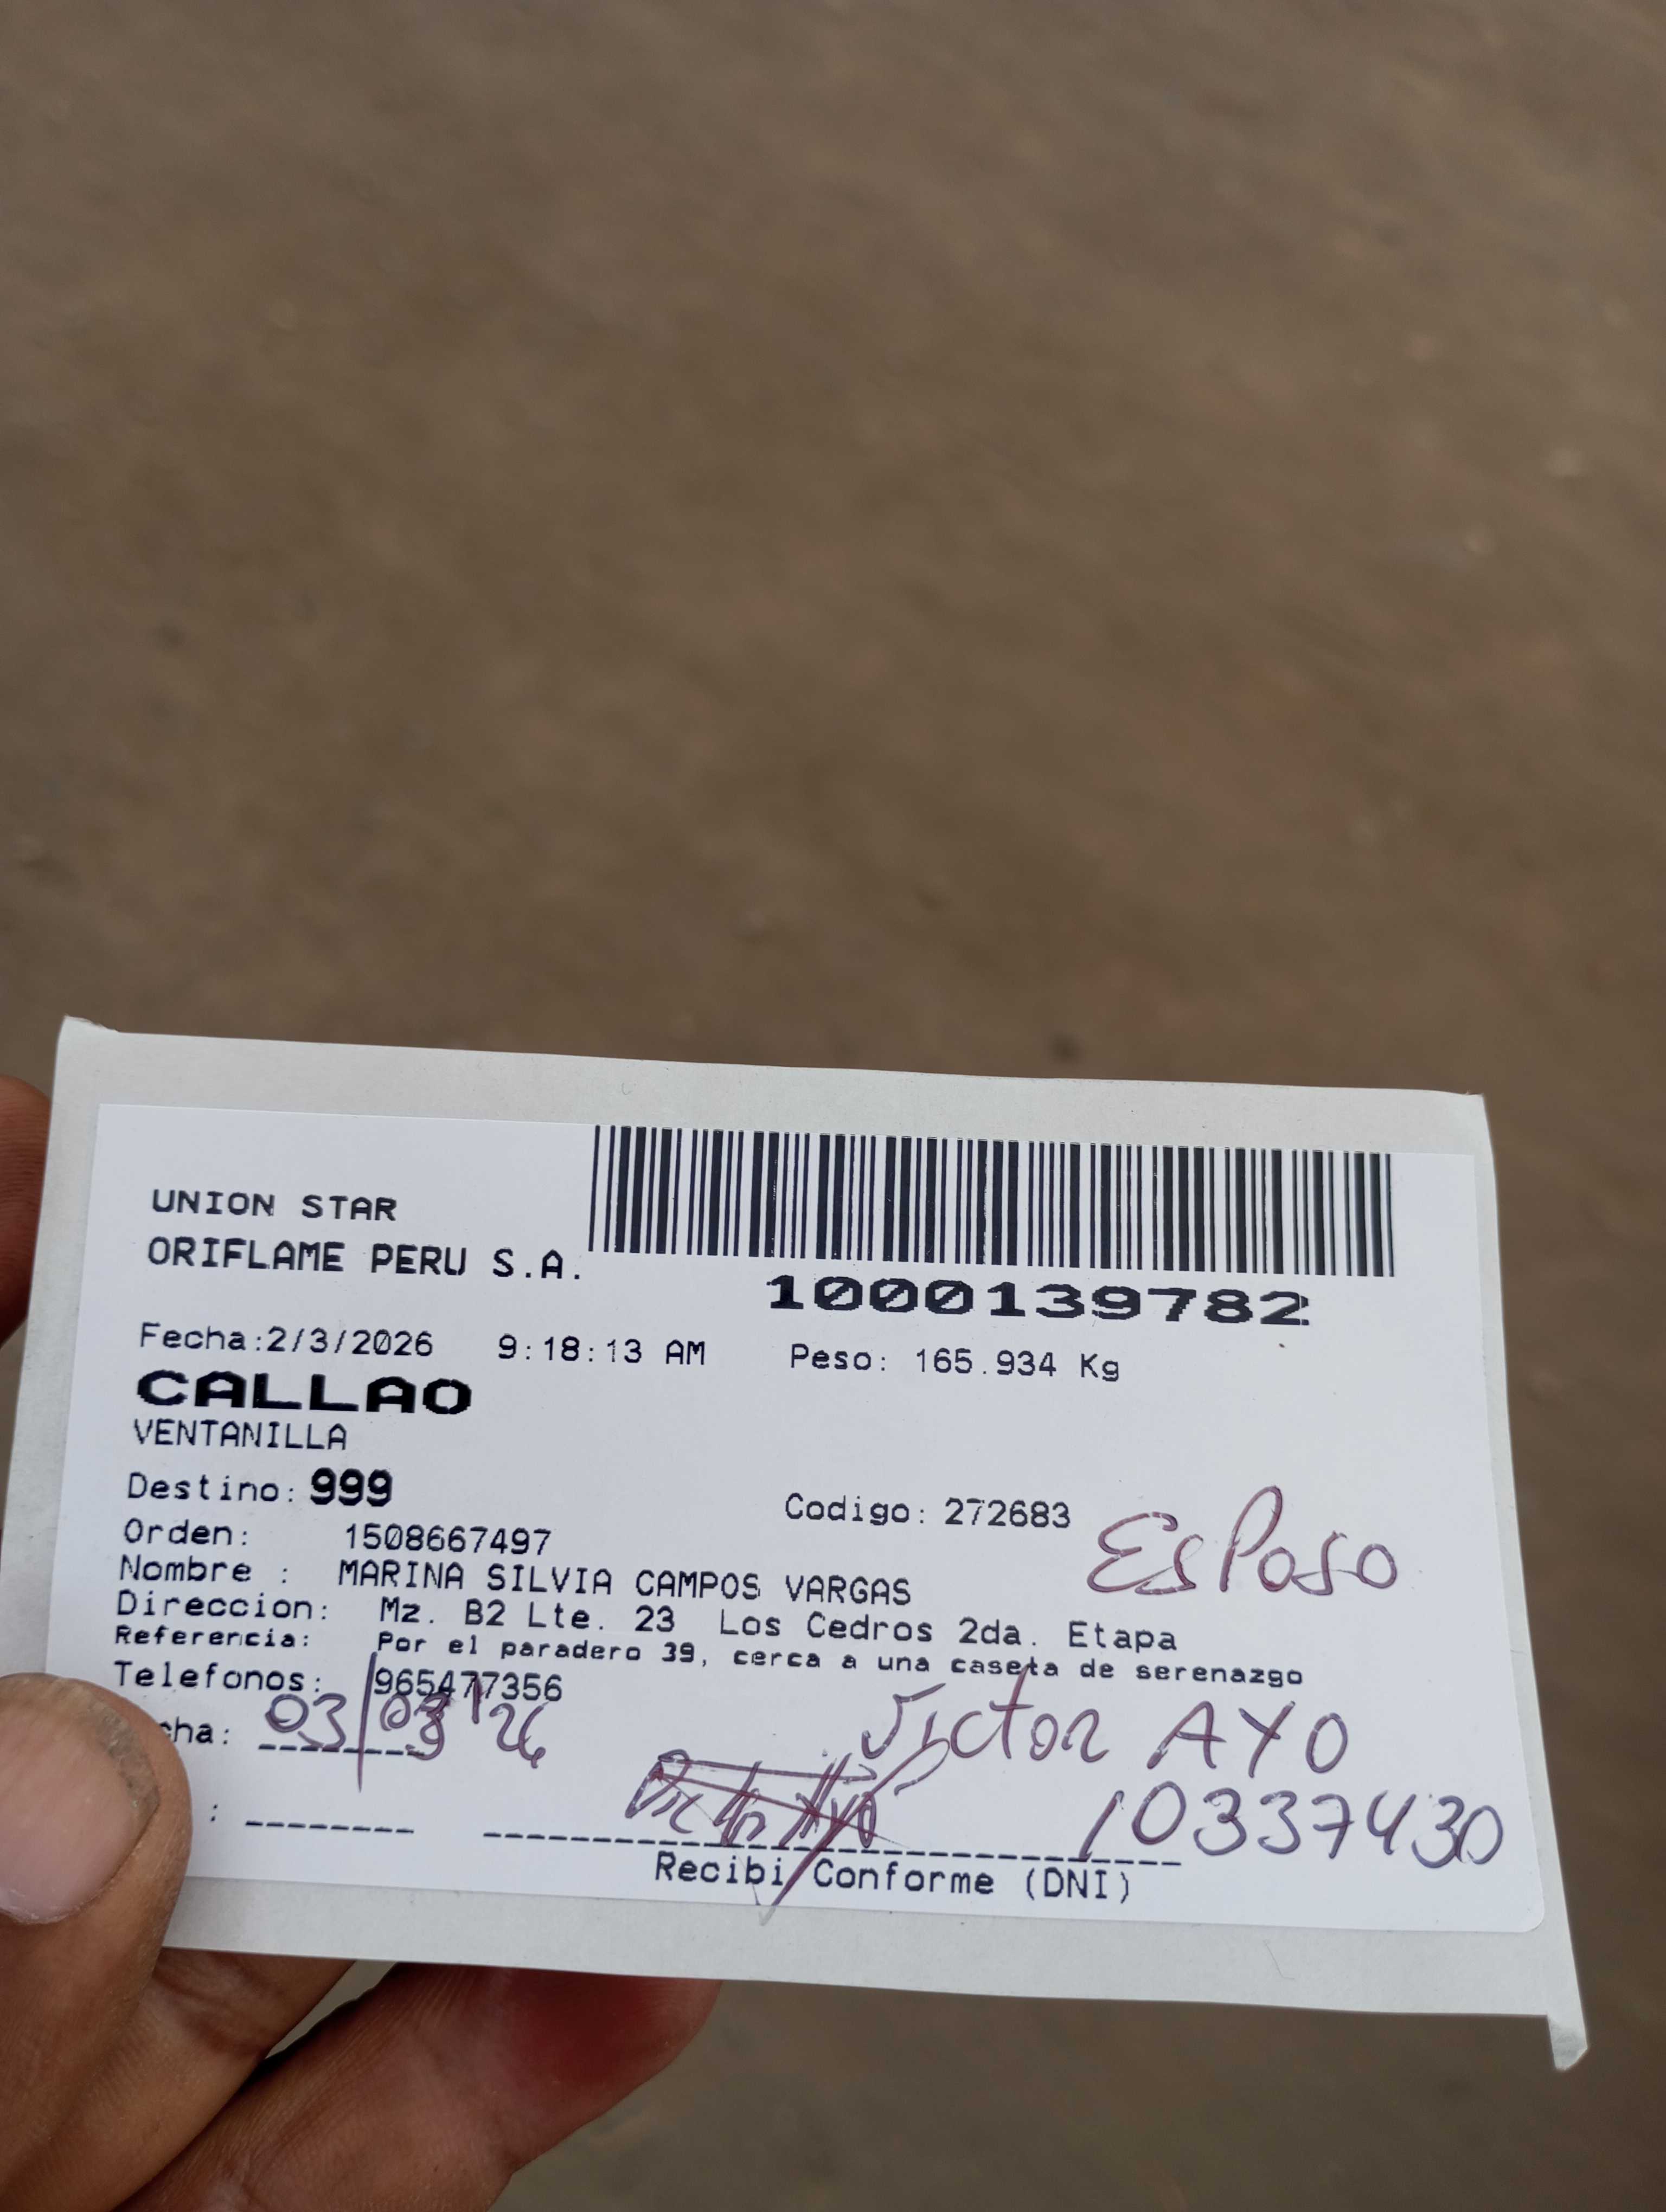 UNION STAR
ORIFLAME PERU S.A.
1000139782
Fecha:2/3/2026 9:18:13 AM Peso: 165.934 Kg
CALLAO
VENTANILLA
Destino: 999
Codigo: 272683
Esposo
Orden: 1508667497
Nombre : MARINA SILVIA CAMPOS VARGAS
Direccion: Mz. B2 Lte. 23 Los Cedros 2da. Etapa
Referencia: Por el paradero 39, cerca a una caseta de serenazgo
Telefonos: 965477356
cha: 03/03/26
Victor AYO
: 10337430
Recibi Conforme (DNI)